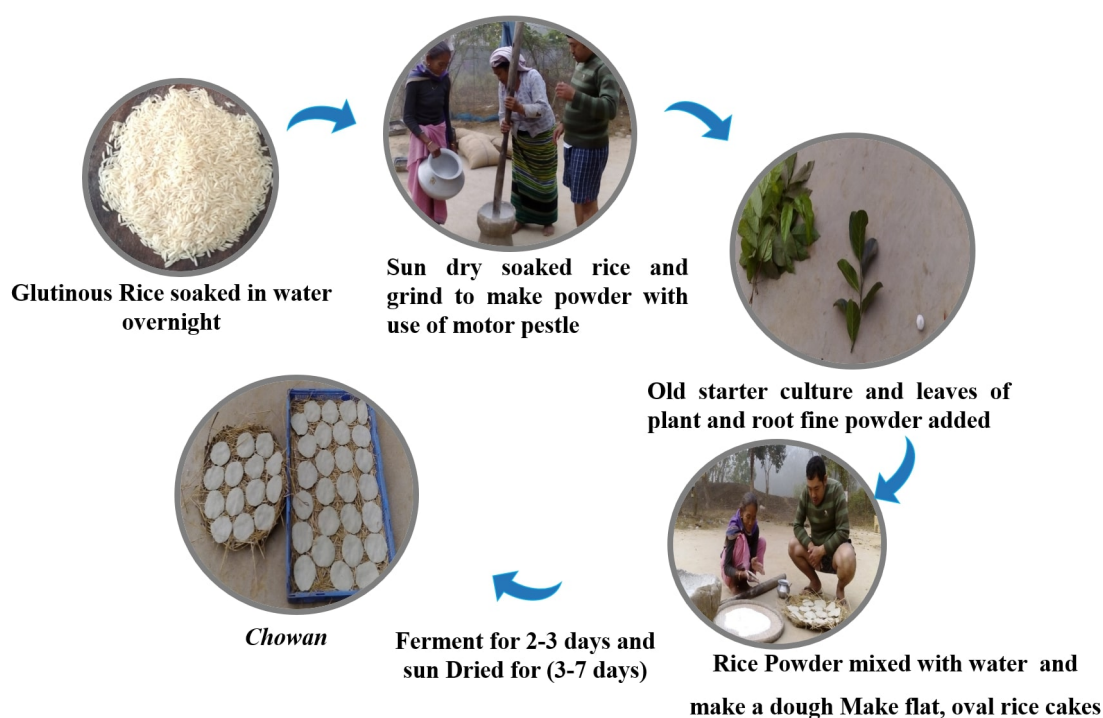 Glutinous Rice soaked in water
overnight
Sun dry soaked rice and
grind to make powder with
use of motor pestle
Old starter culture and leaves of
plant and root fine powder added
Rice Powder mixed with water and
make a dough Make flat, oval rice cakes
Ferment for 2-3 days and
sun Dried for (3-7 days)
Chowan